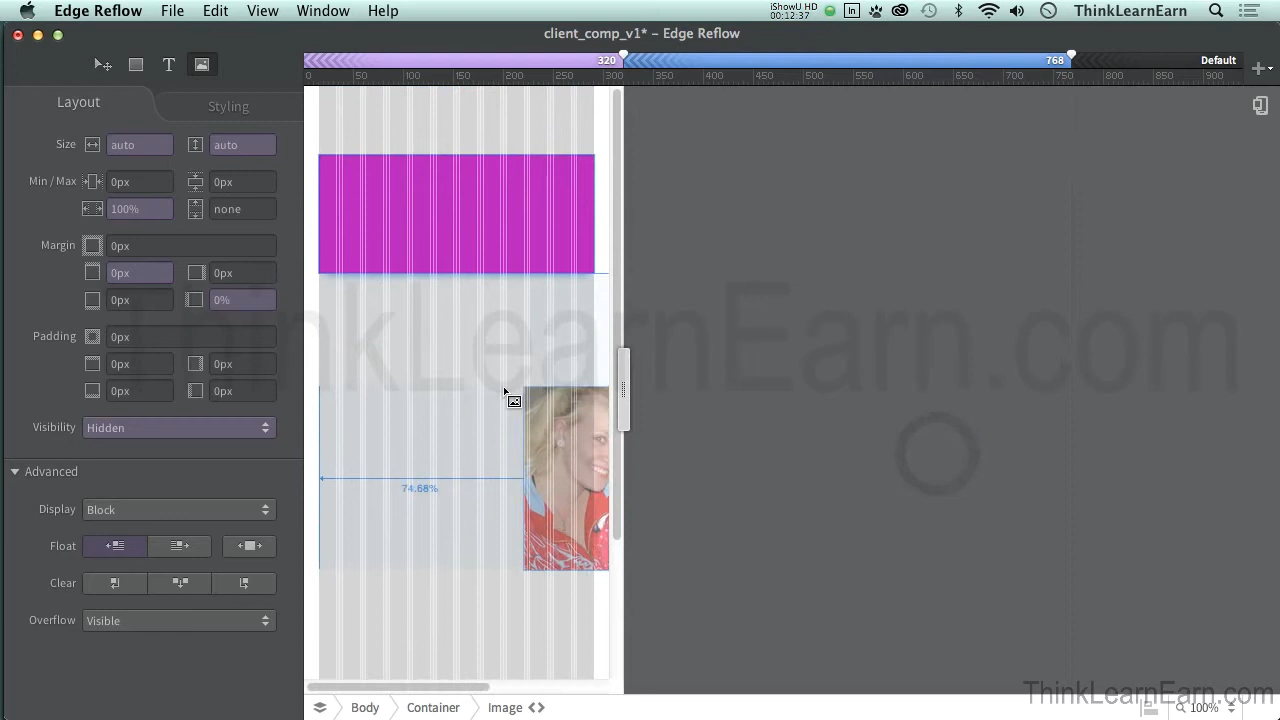 Edge Reflow File Edit View Window Help
iShowU HD
00:12:37
ThinkLearnEarn
client_comp_v1* – Edge Reflow
320 768 Default
0 50 100 150 200 250 300 350 400 450 500 550 600 650 700 750 800 850 900
Layout Styling
Size auto auto
Min / Max 0px 0px
100% none
Margin 0px
0px 0px
0px 0%
Padding 0px
0px 0px
0px 0px
Visibility Hidden
Advanced
Display Block
Float
Clear
Overflow Visible
74.68%
ThinkLearnEarn.com
Body Container Image
100%
ThinkLearnEarn.com